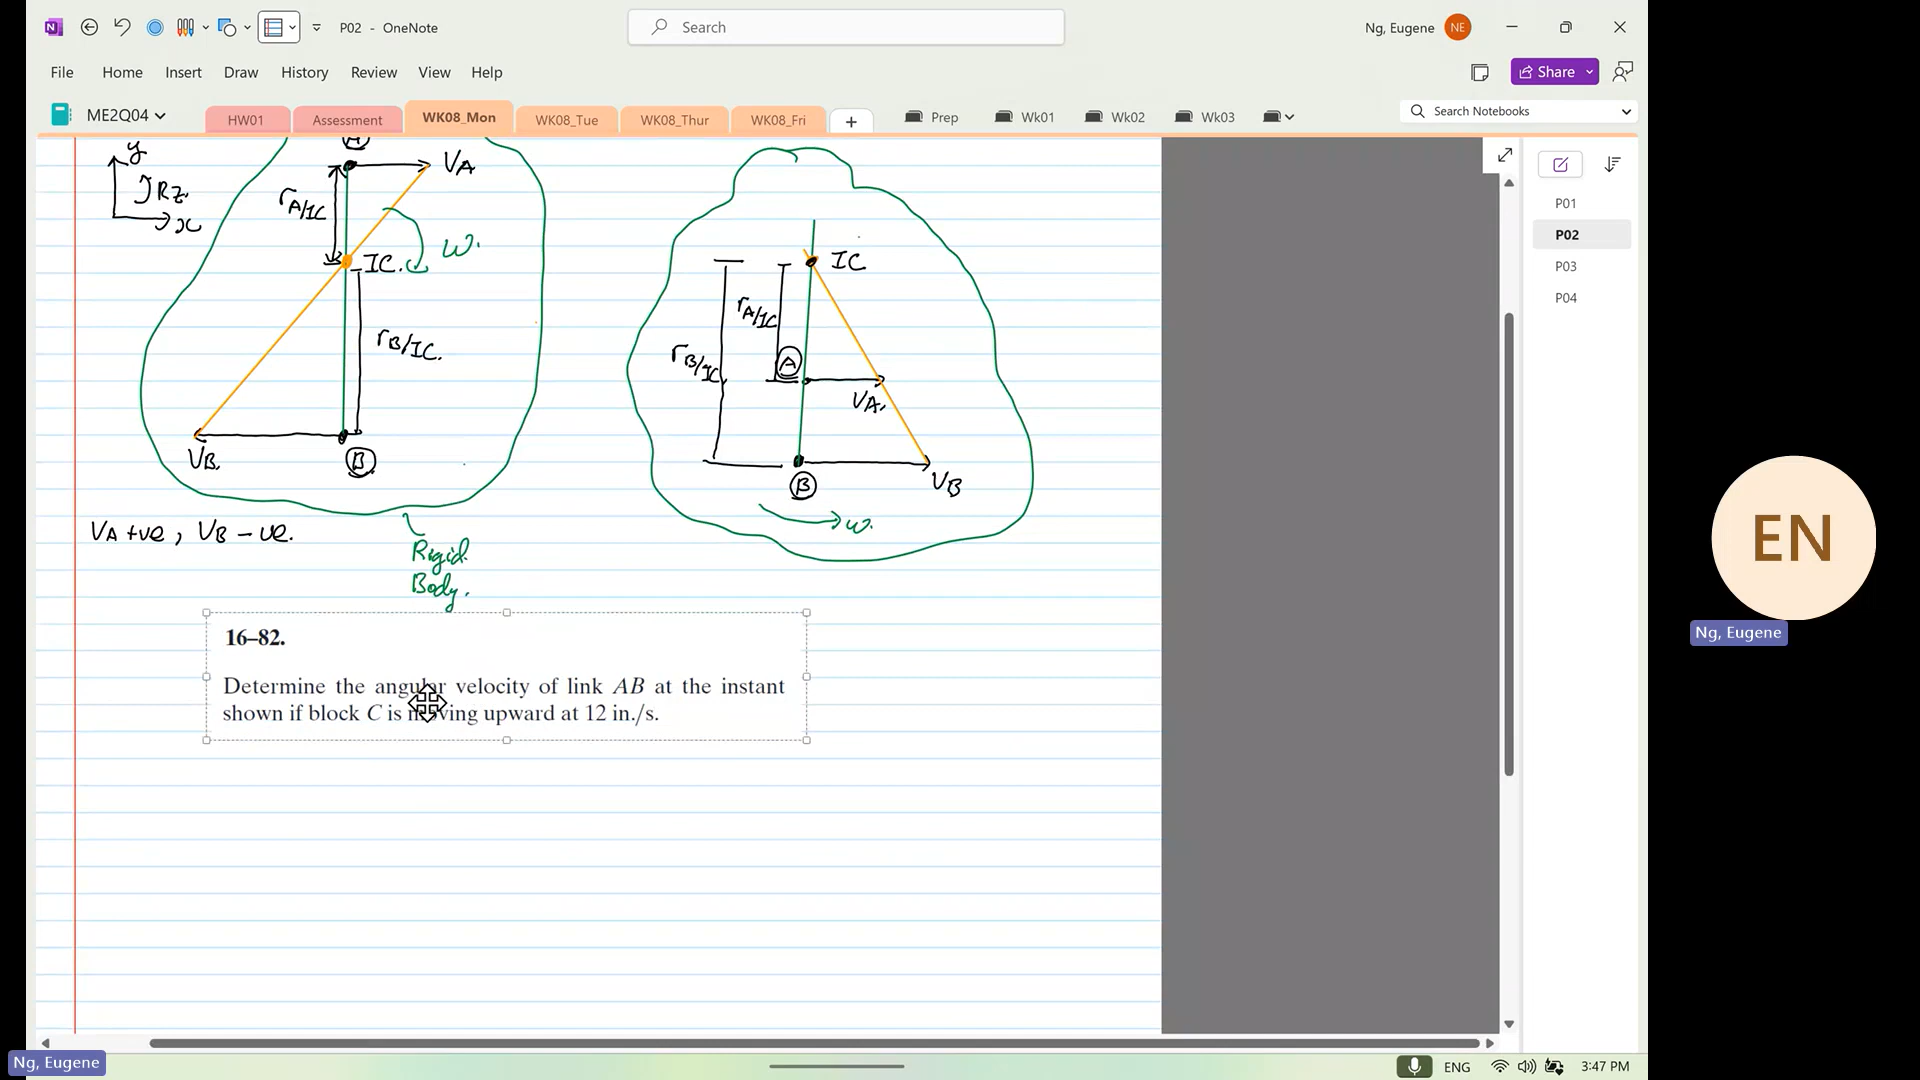 P02 - OneNote
Search
Ng, Eugene
NE
File
Home
Insert
Draw
History
Review
View
Help
Share
ME2Q04
HW01
Assessment
WK08_Mon
WK08_Tue
WK08_Thur
WK08_Fri
+
Prep
Wk01
Wk02
Wk03
Search Notebooks
P01
P02
P03
P04
y
Rz.
x
A
VA
rA/IC
IC.
ω.
rB/IC.
VB.
B
VA +ve, VB -ve.
Rigid
Body.
IC
rA/IC
rB/IC
A
VA.
B
VB
ω.
16–82.
Determine the angular velocity of link AB at the instant
shown if block C is moving upward at 12 in./s.
EN
Ng, Eugene
Ng, Eugene
ENG
3:47 PM